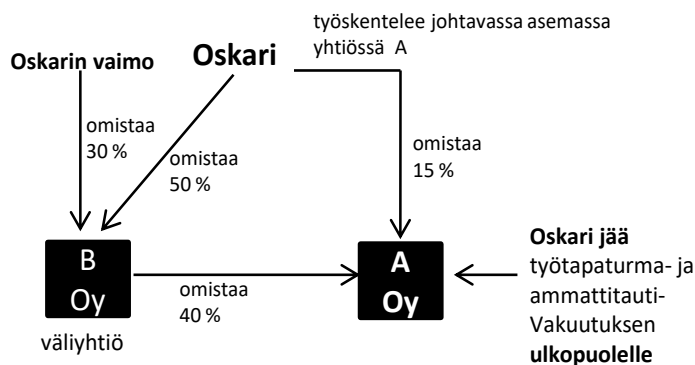 työskentelee johtavassa asemassa
yhtiössä A
Oskarin vaimo
Oskari
omistaa
30 %
omistaa
50 %
omistaa
15 %
B
Oy
väliyhtiö
omistaa
40 %
A
Oy
Oskari jää
työtapaturma- ja
ammattitauti-
Vakuutuksen
ulkopuolelle